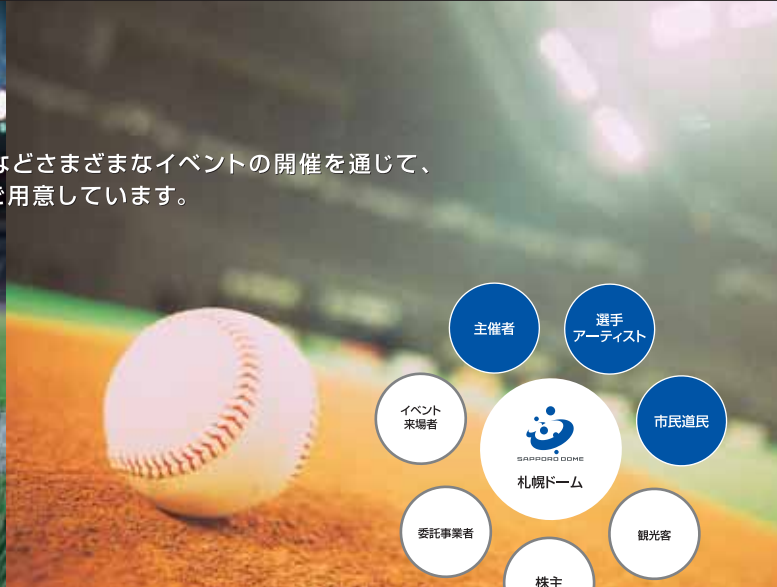 などさまざまなイベントの開催を通じて、
ご用意しています。
主催者
選手
アーティスト
イベント
来場者
市民道民
SAPPORO DOME
札幌ドーム
委託事業者
観光客
株主